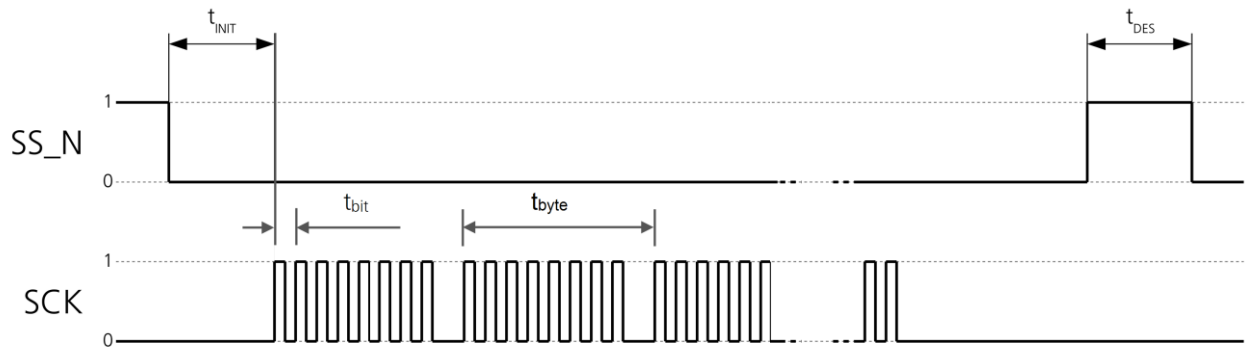 tINIT tDES
1
SS_N
0
tbit tbyte
1
SCK
0